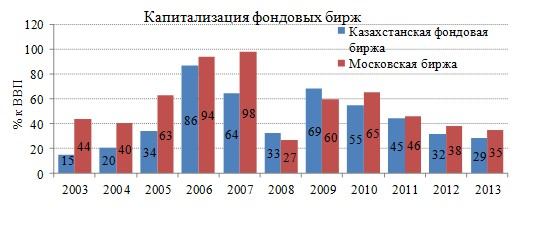 Капитализация фондовых бирж
% к ВВП
120
100
80
60
40
20
0
Казахстанская фондовая
биржа
Московская биржа
15 44 20 40 34 63 86 94 64 98 33 27 69 60 55 65 45 46 32 38 29 35
2003 2004 2005 2006 2007 2008 2009 2010 2011 2012 2013